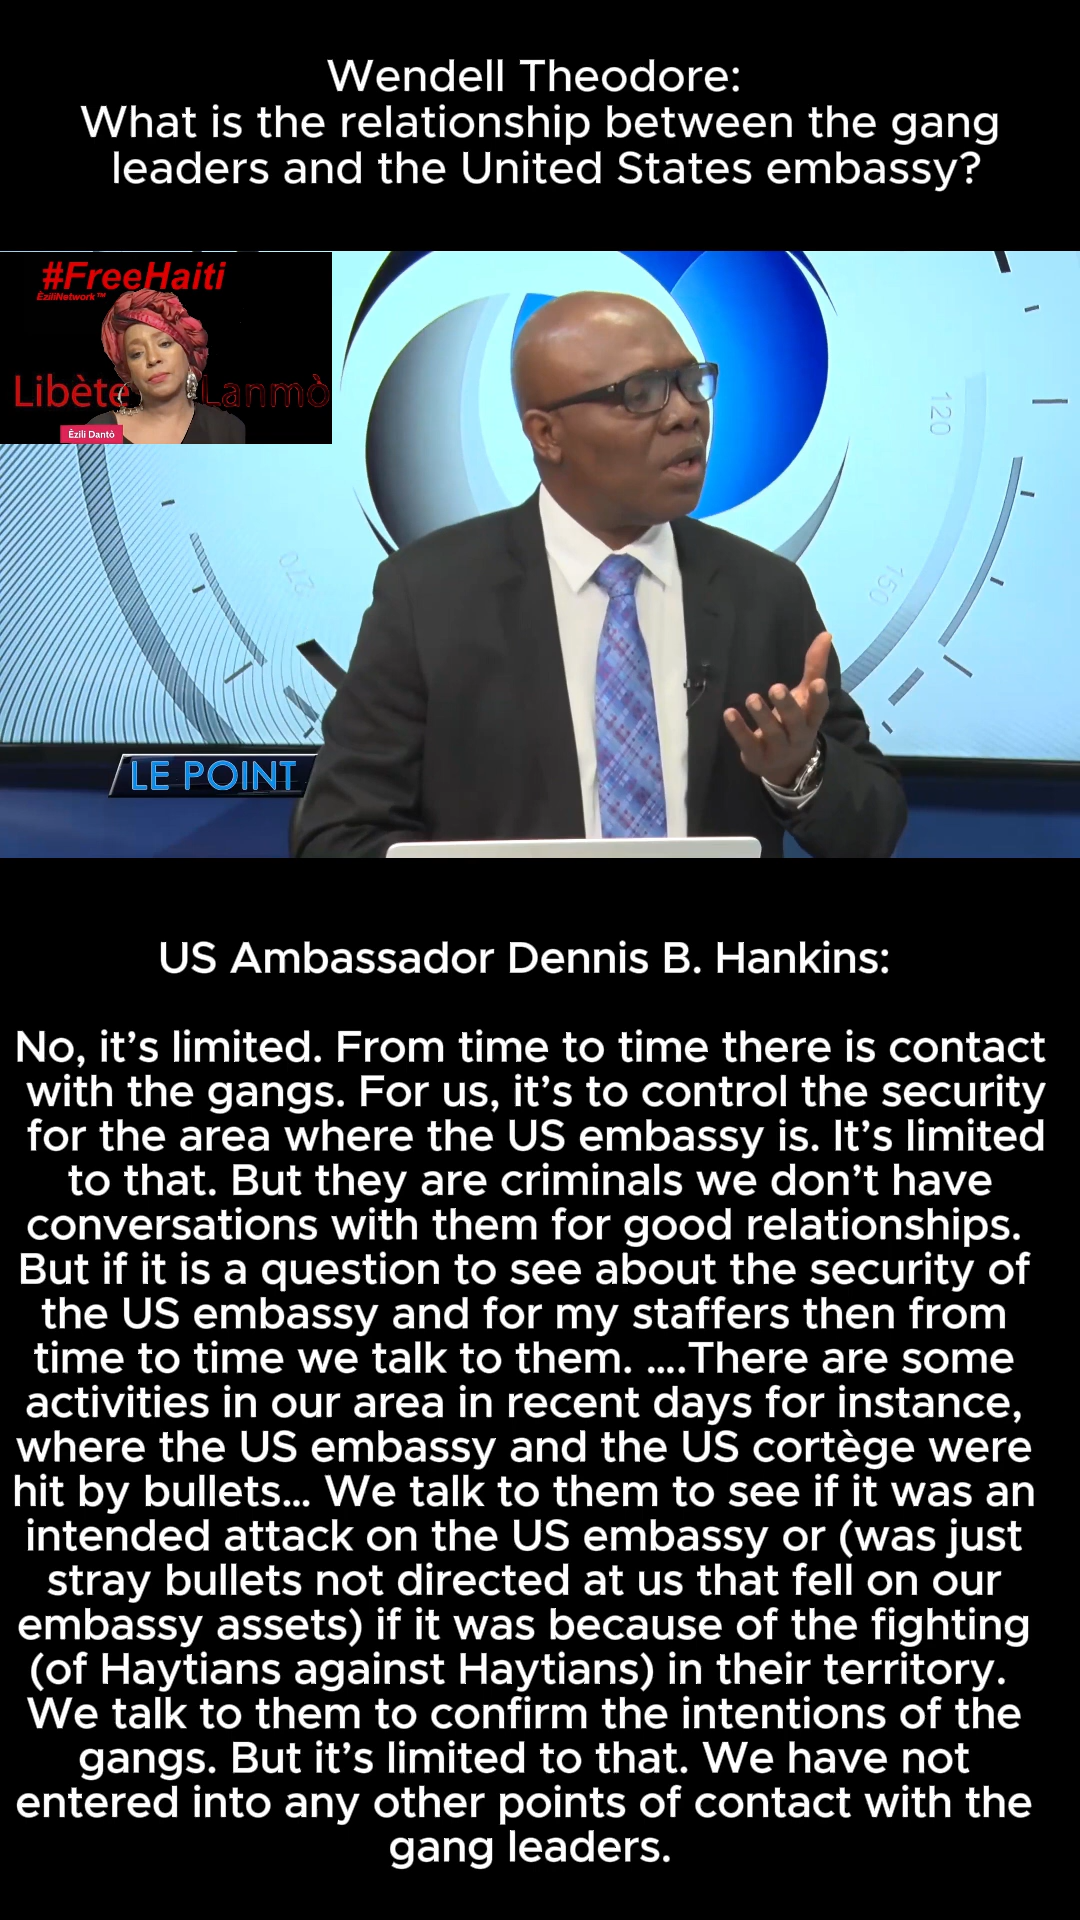 Wendell Theodore:
What is the relationship between the gang
leaders and the United States embassy?
#FreeHaiti
ÈziliNetwork™
Libète
Lanmò
Èzili Dantò
120
150
270
LE POINT
US Ambassador Dennis B. Hankins:
No, it’s limited. From time to time there is contact
with the gangs. For us, it’s to control the security
for the area where the US embassy is. It’s limited
to that. But they are criminals we don’t have
conversations with them for good relationships.
But if it is a question to see about the security of
the US embassy and for my staffers then from
time to time we talk to them. ....There are some
activities in our area in recent days for instance,
where the US embassy and the US cortège were
hit by bullets... We talk to them to see if it was an
intended attack on the US embassy or (was just
stray bullets not directed at us that fell on our
embassy assets) if it was because of the fighting
(of Haytians against Haytians) in their territory.
We talk to them to confirm the intentions of the
gangs. But it’s limited to that. We have not
entered into any other points of contact with the
gang leaders.